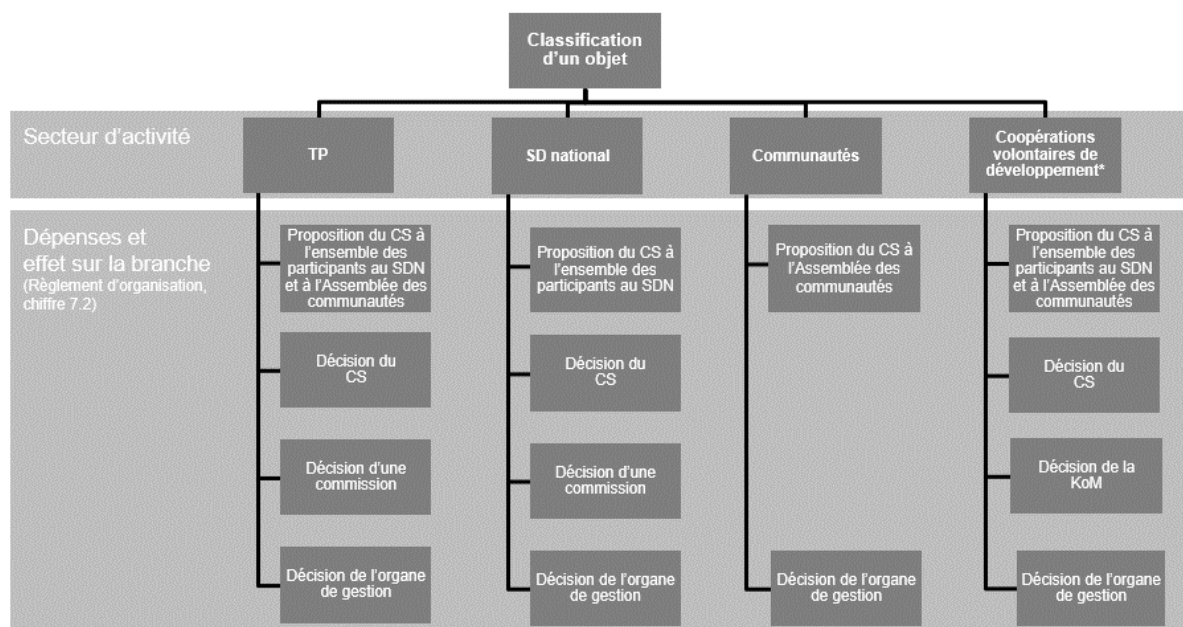 Classification
d’un objet
Secteur d’activité
TP
SD national
Communautés
Coopérations
volontaires de
développement*
Dépenses et
effet sur la branche
(Règlement d’organisation,
chiffre 7.2)
Proposition du CS à
l’ensemble des
participants au SDN
et à l’Assemblée des
communautés
Proposition du CS à
l’ensemble des
participants au SDN
Proposition du CS à
l’Assemblée des
communautés
Proposition du CS à
l’ensemble des
participants au SDN
et à l’Assemblée des
communautés
Décision du
CS
Décision du
CS
Décision du
CS
Décision d’une
commission
Décision d’une
commission
Décision de la
KoM
Décision de l’organe
de gestion
Décision de l’organe
de gestion
Décision de l’organe
de gestion
Décision de l’organe
de gestion